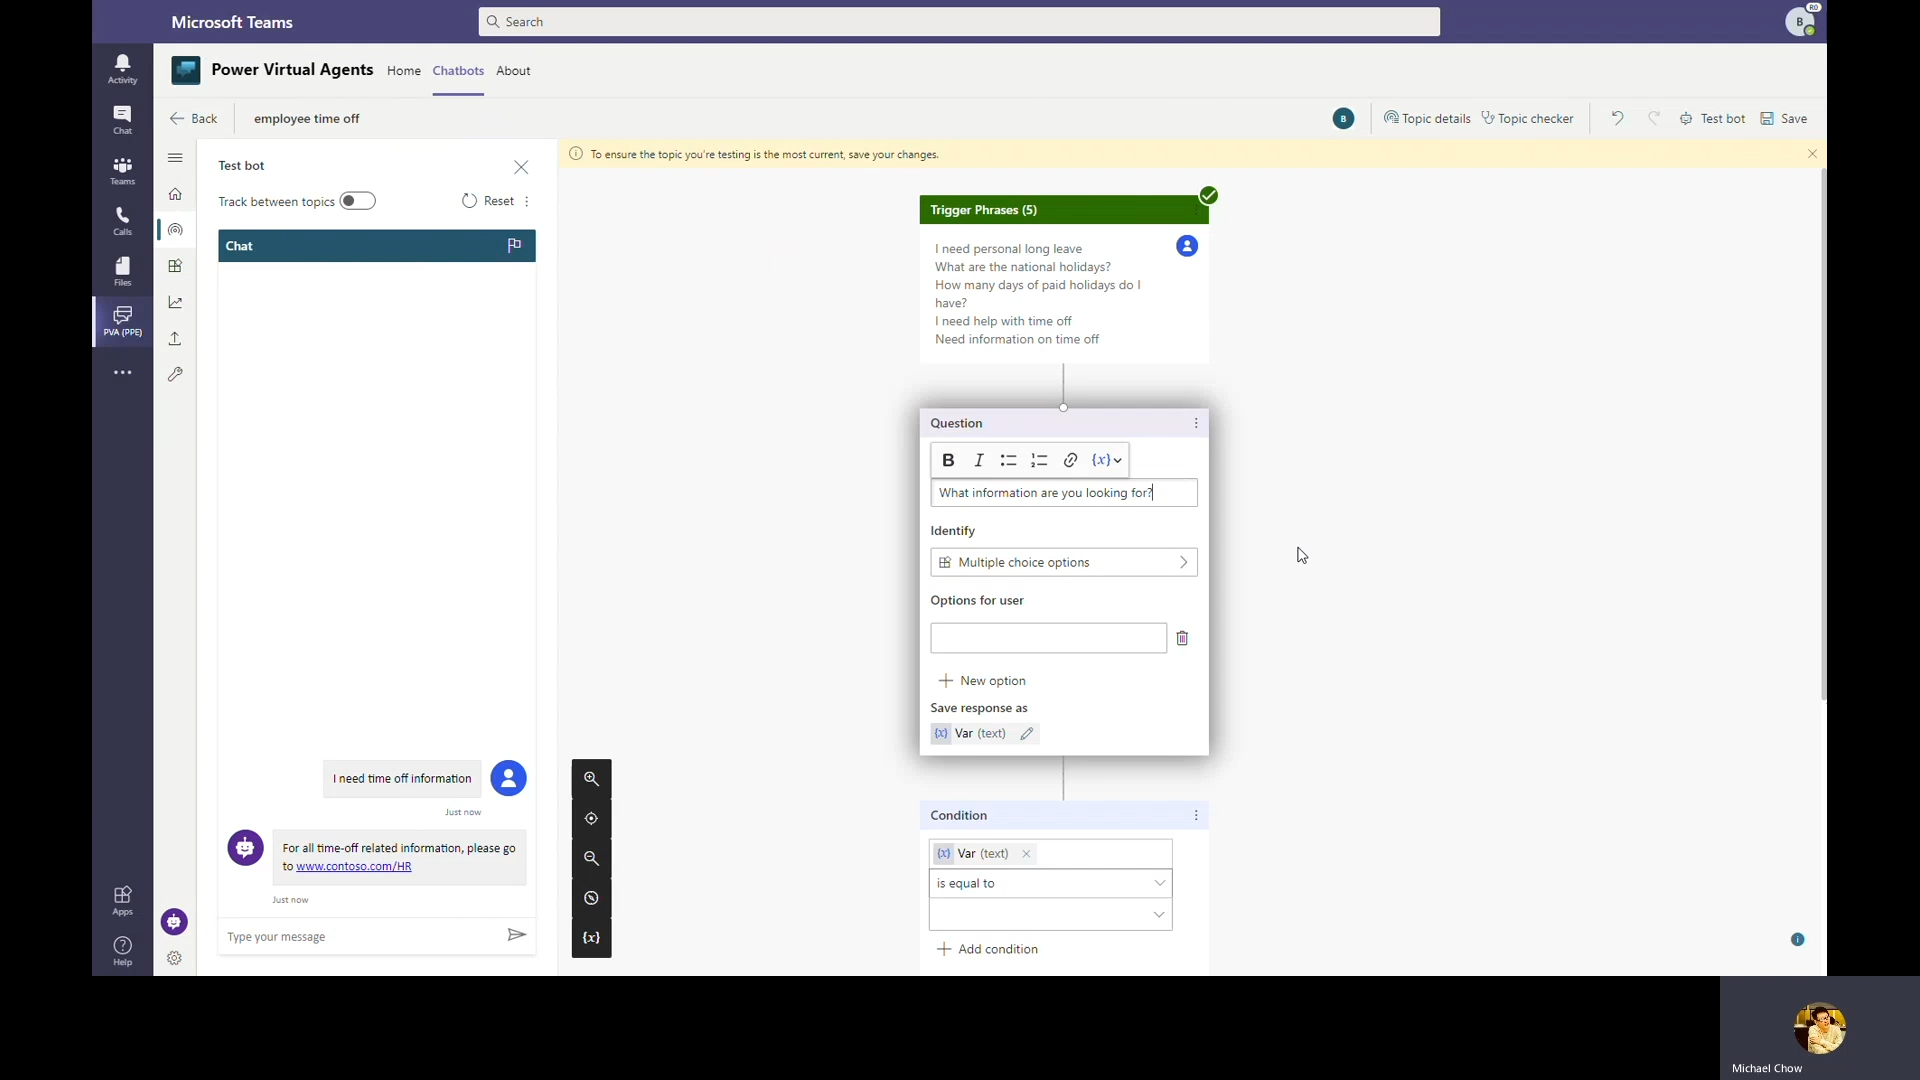 Microsoft Teams
Search
B
RO
Activity
Chat
Teams
Calls
Files
PVA (PPE)
Apps
Help
Power Virtual Agents
Home
Chatbots
About
Back
employee time off
B
Topic details
Topic checker
Test bot
Save
Test bot
Track between topics
Reset
Chat
I need time off information
Just now
For all time-off related information, please go
to www.contoso.com/HR
Just now
Type your message
To ensure the topic you're testing is the most current, save your changes.
Trigger Phrases (5)
I need personal long leave
What are the national holidays?
How many days of paid holidays do I
have?
I need help with time off
Need information on time off
Question
B I {x}
What information are you looking for?
Identify
Multiple choice options
Options for user
New option
Save response as
{x} Var (text)
Condition
{x} Var (text)
is equal to
Add condition
{x}
Michael Chow